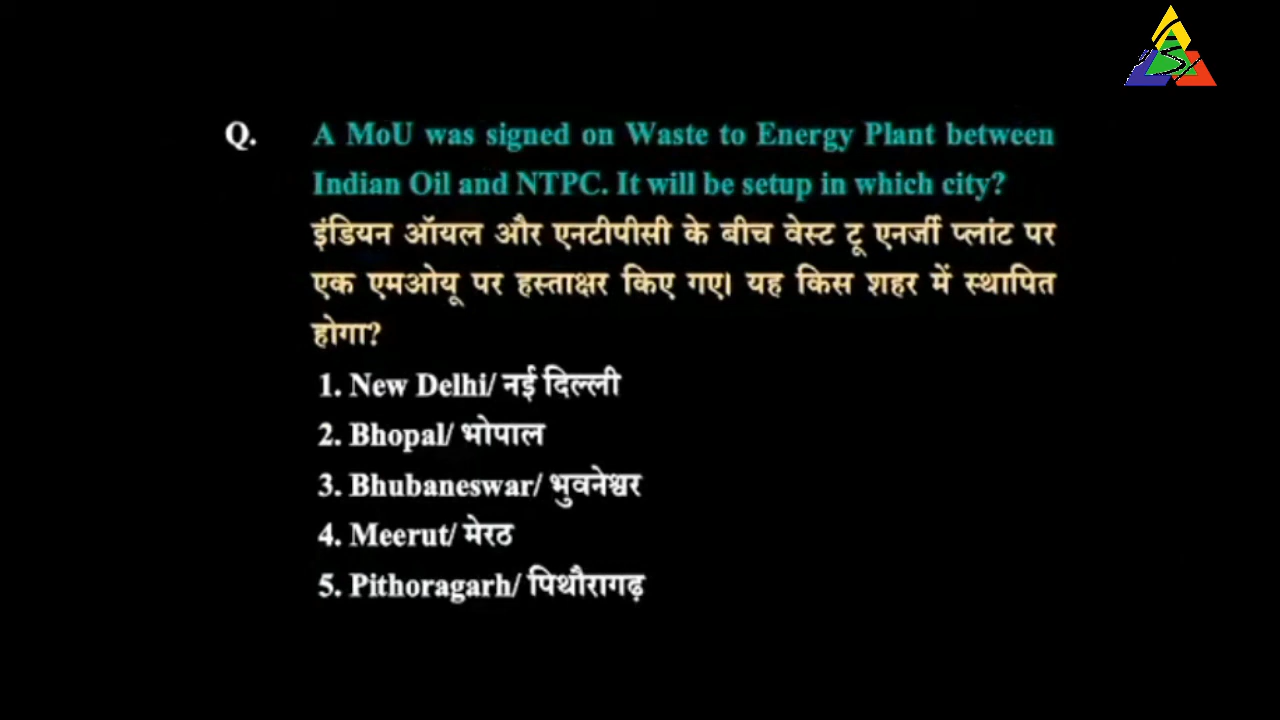 Q. A MoU was signed on Waste to Energy Plant between
Indian Oil and NTPC. It will be setup in which city?
इंडियन ऑयल और एनटीपीसी के बीच वेस्ट टू एनर्जी प्लांट पर
एक एमओयू पर हस्ताक्षर किए गए। यह किस शहर में स्थापित
होगा?
1. New Delhi/ नई दिल्ली
2. Bhopal/ भोपाल
3. Bhubaneswar/ भुवनेश्वर
4. Meerut/ मेरठ
5. Pithoragarh/ पिथौरागढ़